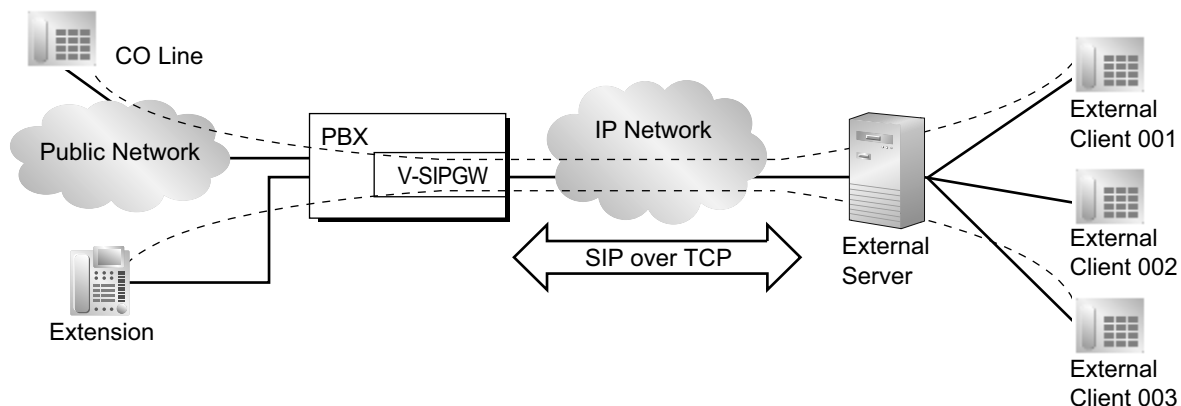 CO Line
Public Network
PBX
V-SIPGW
IP Network
SIP over TCP
Extension
External
Server
External
Client 001
External
Client 002
External
Client 003